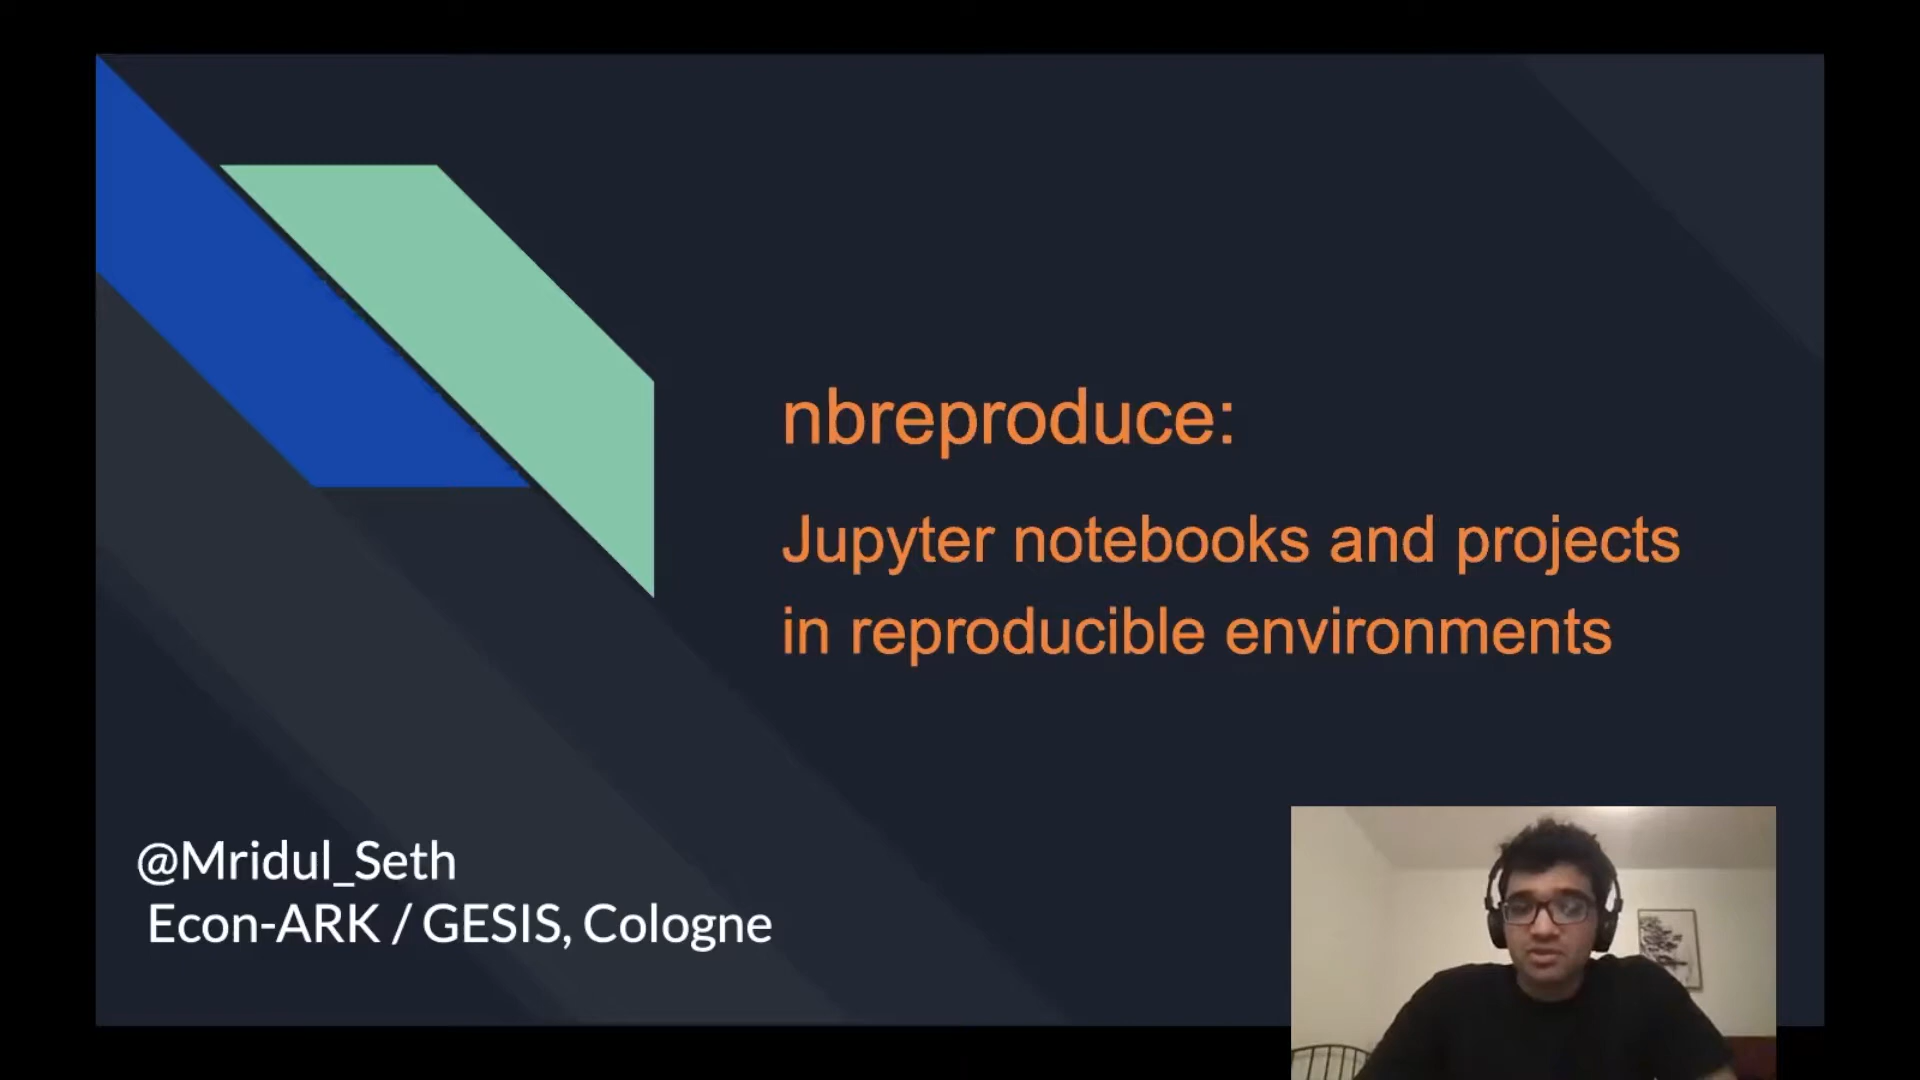 nbreproduce:
Jupyter notebooks and projects
in reproducible environments
@Mridul_Seth
Econ-ARK / GESIS, Cologne